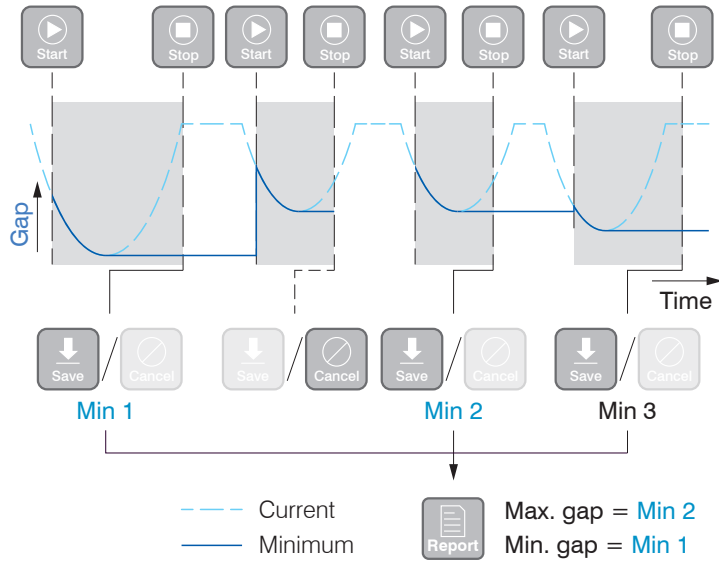 Start
Stop
Start
Stop
Start
Stop
Start
Stop
Gap
Time
Save
Cancel
Save
Cancel
Save
Cancel
Save
Cancel
Min 1
Min 2
Min 3
Current
Minimum
Report
Max. gap = Min 2
Min. gap = Min 1